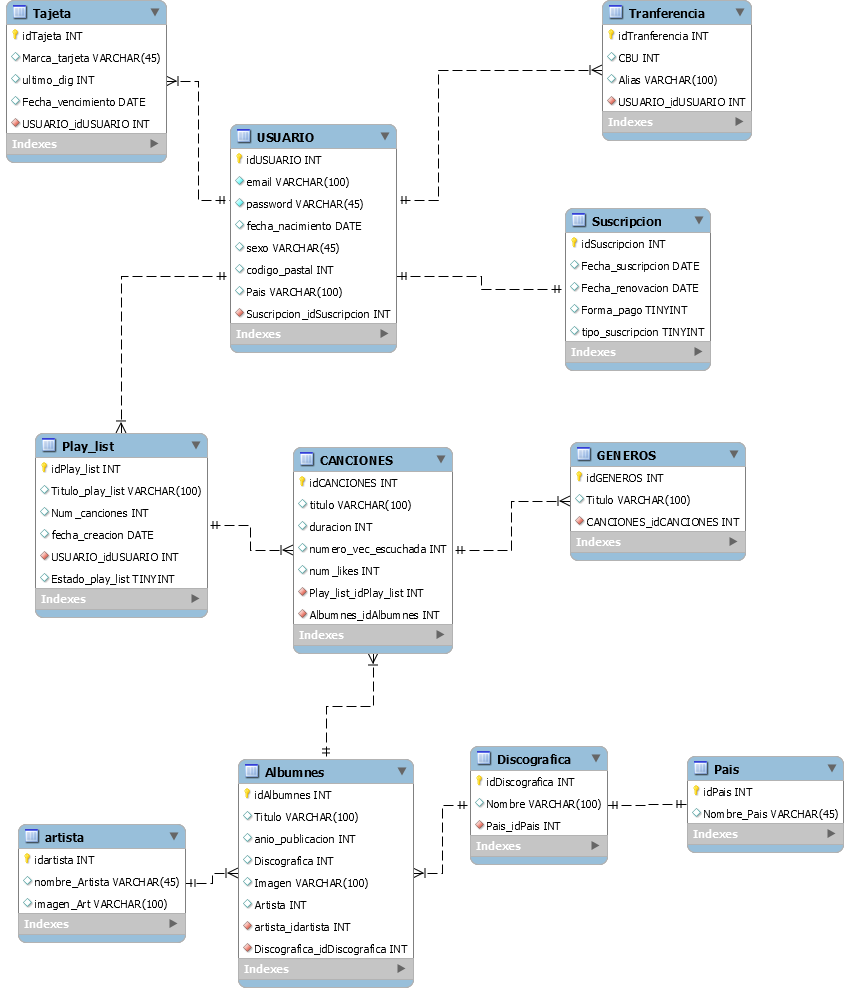 Tajeta
idTajeta INT
Marca_tarjeta VARCHAR(45)
ultimo_dig INT
Fecha_vencimiento DATE
USUARIO_idUSUARIO INT
Indexes
Tranferencia
idTranferencia INT
CBU INT
Alias VARCHAR(100)
USUARIO_idUSUARIO INT
Indexes
USUARIO
idUSUARIO INT
email VARCHAR(100)
password VARCHAR(45)
fecha_nacimiento DATE
sexo VARCHAR(45)
codigo_pastal INT
Pais VARCHAR(100)
Suscripcion_idSuscripcion INT
Indexes
Suscripcion
idSuscripcion INT
Fecha_suscripcion DATE
Fecha_renovacion DATE
Forma_pago TINYINT
tipo_suscripcion TINYINT
Indexes
Play_list
idPlay_list INT
Titulo_play_list VARCHAR(100)
Num_canciones INT
fecha_creacion DATE
USUARIO_idUSUARIO INT
Estado_play_list TINYINT
Indexes
CANCIONES
idCANCIONES INT
titulo VARCHAR(100)
duracion INT
numero_vec_escuchada INT
num_likes INT
Play_list_idPlay_list INT
Albumnes_idAlbumnes INT
Indexes
GENEROS
idGENEROS INT
Titulo VARCHAR(100)
CANCIONES_idCANCIONES INT
Indexes
Albumnes
idAlbumnes INT
Titulo VARCHAR(100)
anio_publicacion INT
Discografica INT
Imagen VARCHAR(100)
Artista INT
artista_idartista INT
Discografica_idDiscografica INT
Indexes
Discografica
idDiscografica INT
Nombre VARCHAR(100)
Pais_idPais INT
Indexes
Pais
idPais INT
Nombre_Pais VARCHAR(45)
Indexes
artista
idartista INT
nombre_Artista VARCHAR(45)
imagen_Art VARCHAR(100)
Indexes